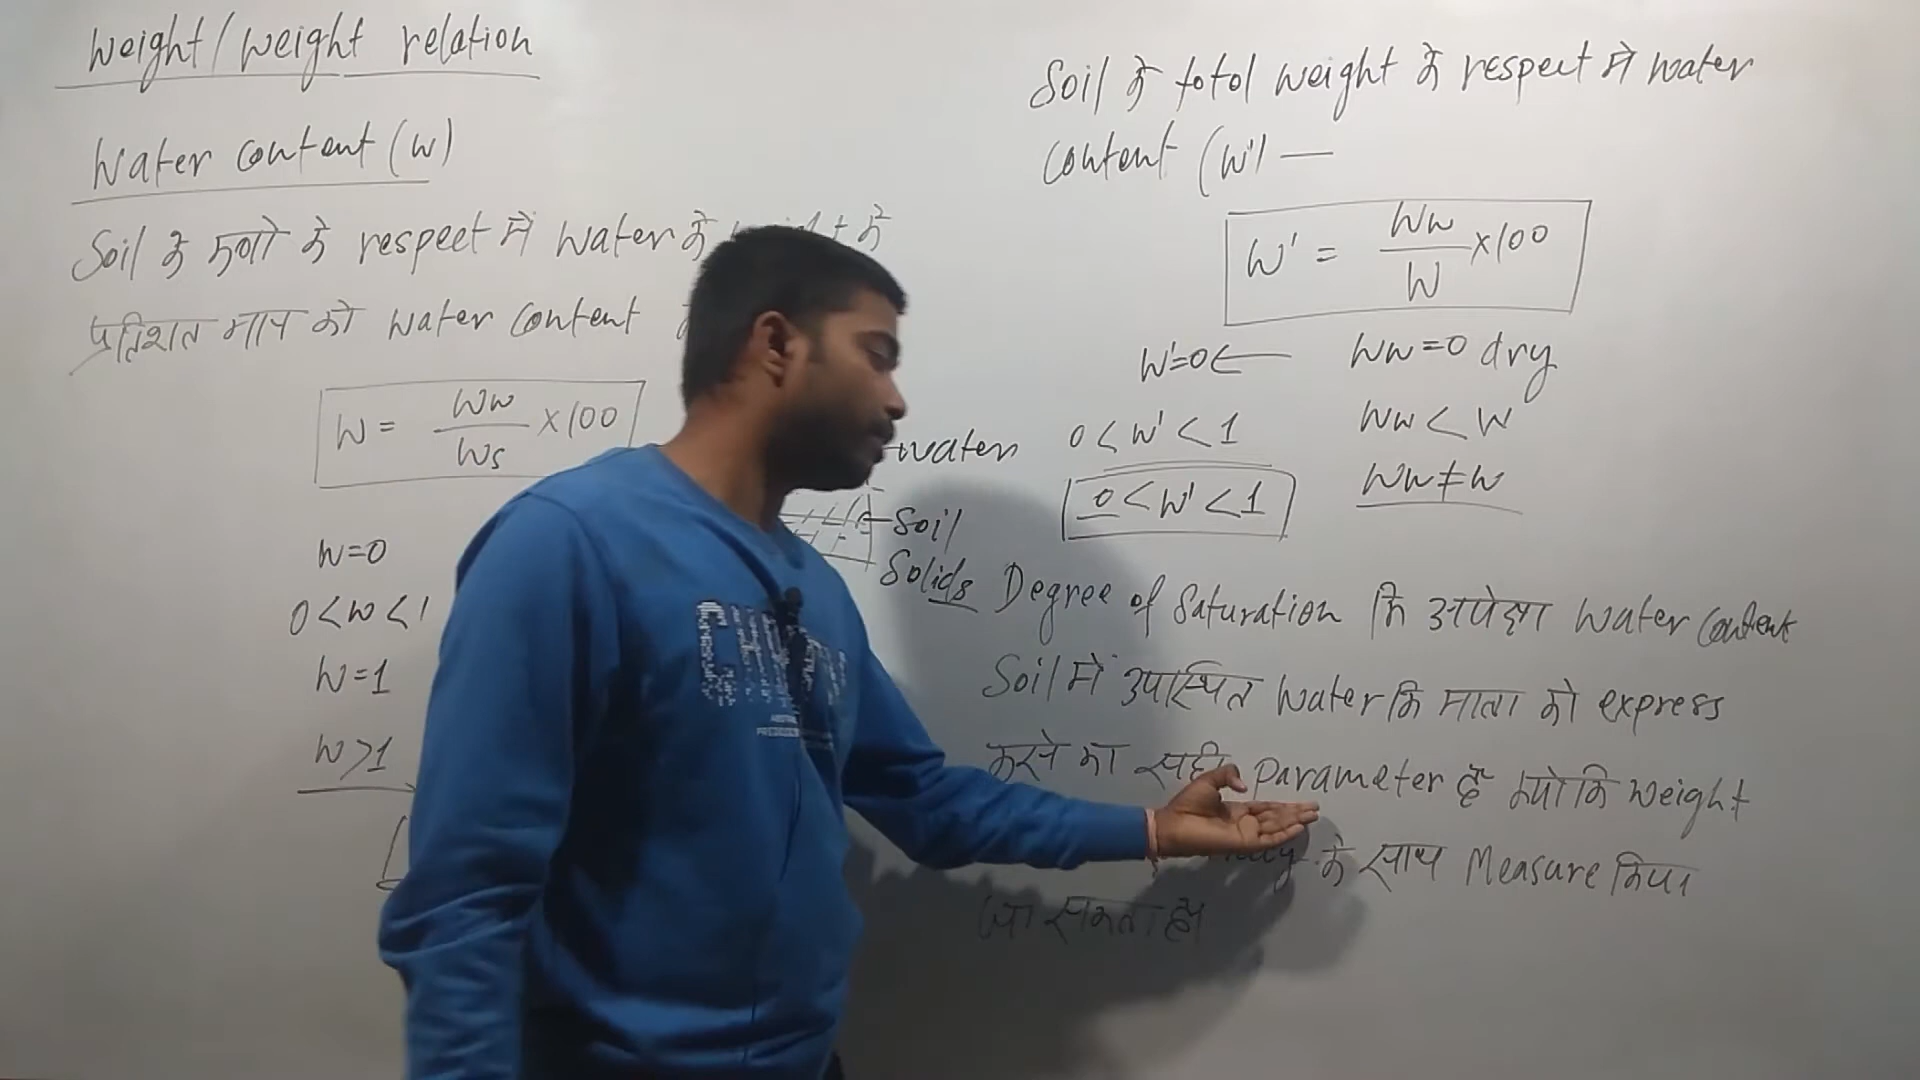 Weight/Weight relation
Water Content (W)
Soil के कणो के respect मे Water के के
प्रतिशत मान को Water Content
W = Ww/Ws ×100
W=0
0<W<1
W=1
W>1
Water
Soil
Solids
Soil के total weight के respect मे water
Content (W') —
W' = Ww/W ×100
W'=0 ← Ww=0 dry
0<W'<1 Ww<W
0<W'<1 Ww≠W
Degree of Saturation कि अपेक्षा Water Content
Soil मे उपस्थित Water कि मात्रा को express
करने का सही Parameter है क्योकि Weight
के साथ Measure किया
जा सकता है।